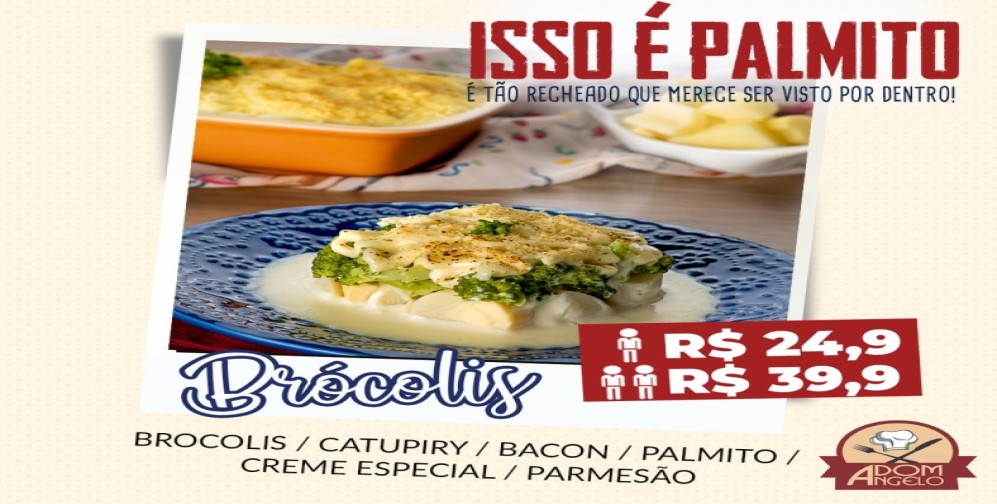 ISSO É PALMITO
É TÃO RECHEADO QUE MERECE SER VISTO POR DENTRO!
R$ 24,9
R$ 39,9
Brócolis
BROCOLIS / CATUPIRY / BACON / PALMITO /
CREME ESPECIAL / PARMESÃO
DOM
ANGELO